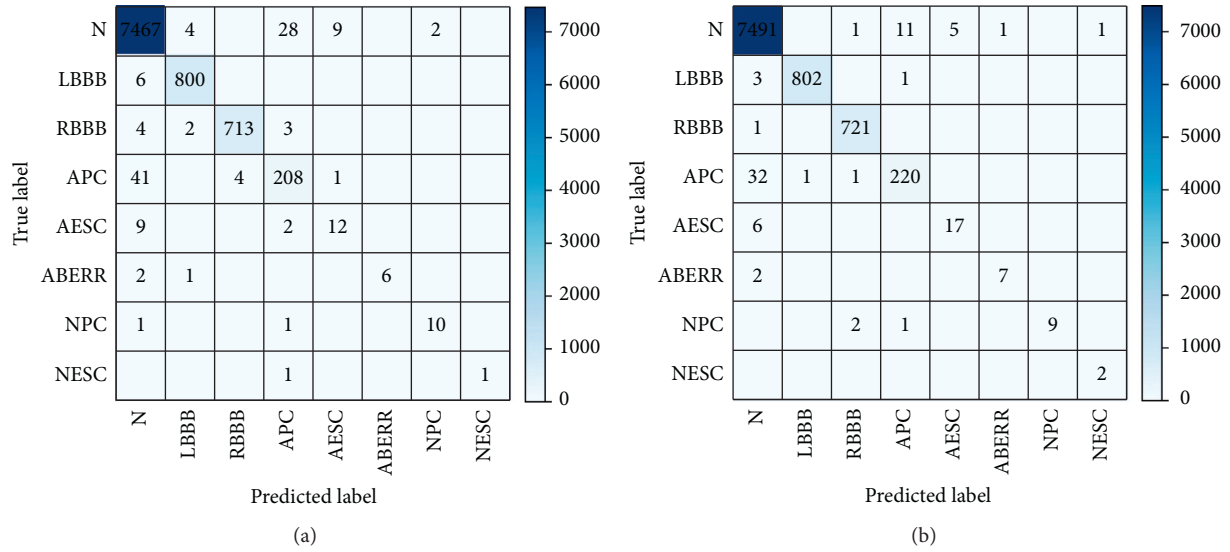 N 7467 4 28 9 2
LBBB 6 800
RBBB 4 2 713 3
APC 41 4 208 1
AESC 9 2 12
ABERR 2 1 6
NPC 1 1 10
NESC 1 1
N LBBB RBBB APC AESC ABERR NPC NESC
Predicted label
True label
7000
6000
5000
4000
3000
2000
1000
0
(a)
N 7491 1 11 5 1 1
LBBB 3 802 1
RBBB 1 721
APC 32 1 1 220
AESC 6 17
ABERR 2 7
NPC 2 1 9
NESC 2
N LBBB RBBB APC AESC ABERR NPC NESC
Predicted label
True label
7000
6000
5000
4000
3000
2000
1000
0
(b)